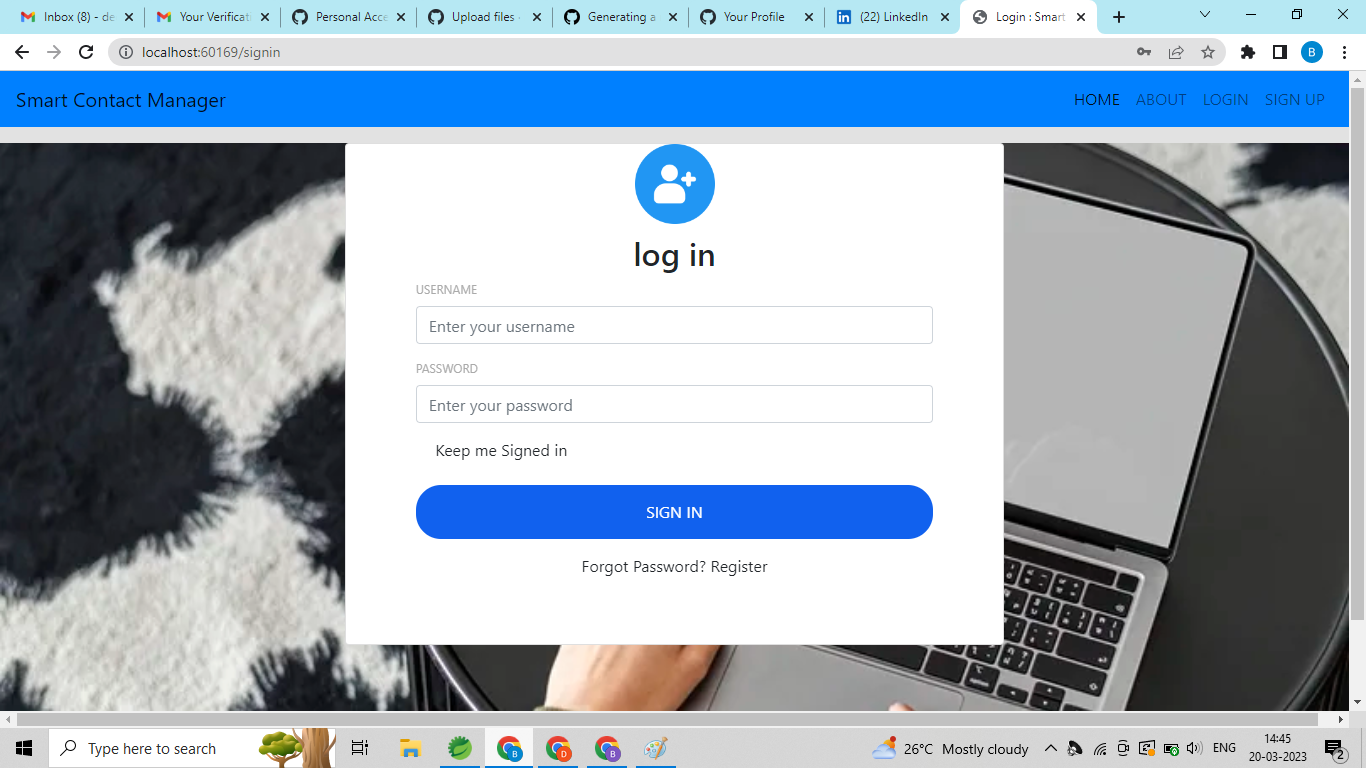 Inbox (8) - de
Your Verificati
Personal Acce
Upload files ·
Generating a
Your Profile
(22) LinkedIn
Login : Smart
localhost:60169/signin
B
Smart Contact Manager
HOME ABOUT LOGIN SIGN UP
log in
USERNAME
Enter your username
PASSWORD
Enter your password
Keep me Signed in
SIGN IN
Forgot Password? Register
Type here to search
B
D
B
26°C Mostly cloudy
ENG
14:45
20-03-2023
2